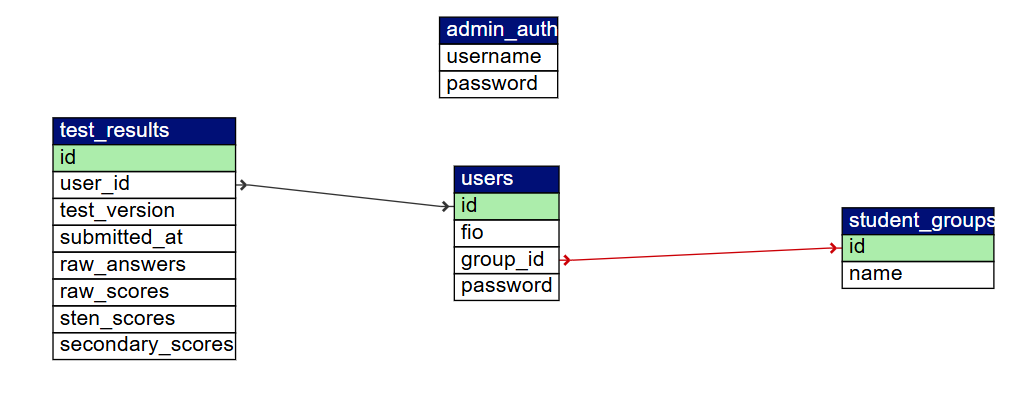 admin_auth
username
password
test_results
id
user_id
test_version
submitted_at
raw_answers
raw_scores
sten_scores
secondary_scores
users
id
fio
group_id
password
student_groups
id
name